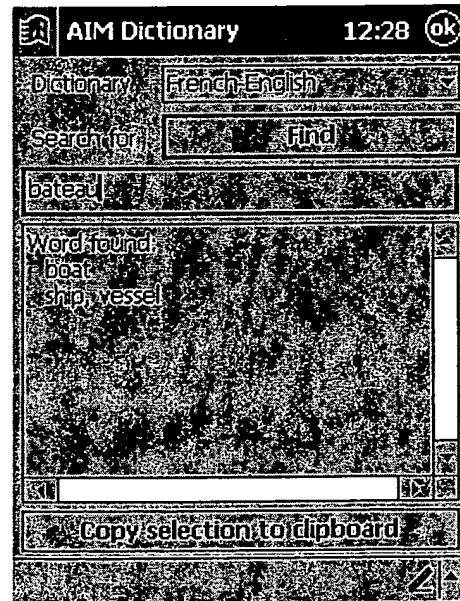 AIM Dictionary 12:28 ok
Dictionary French-English
Search for Find
bateau
Word found:
boat
ship, vessel
Copy selection to clipboard